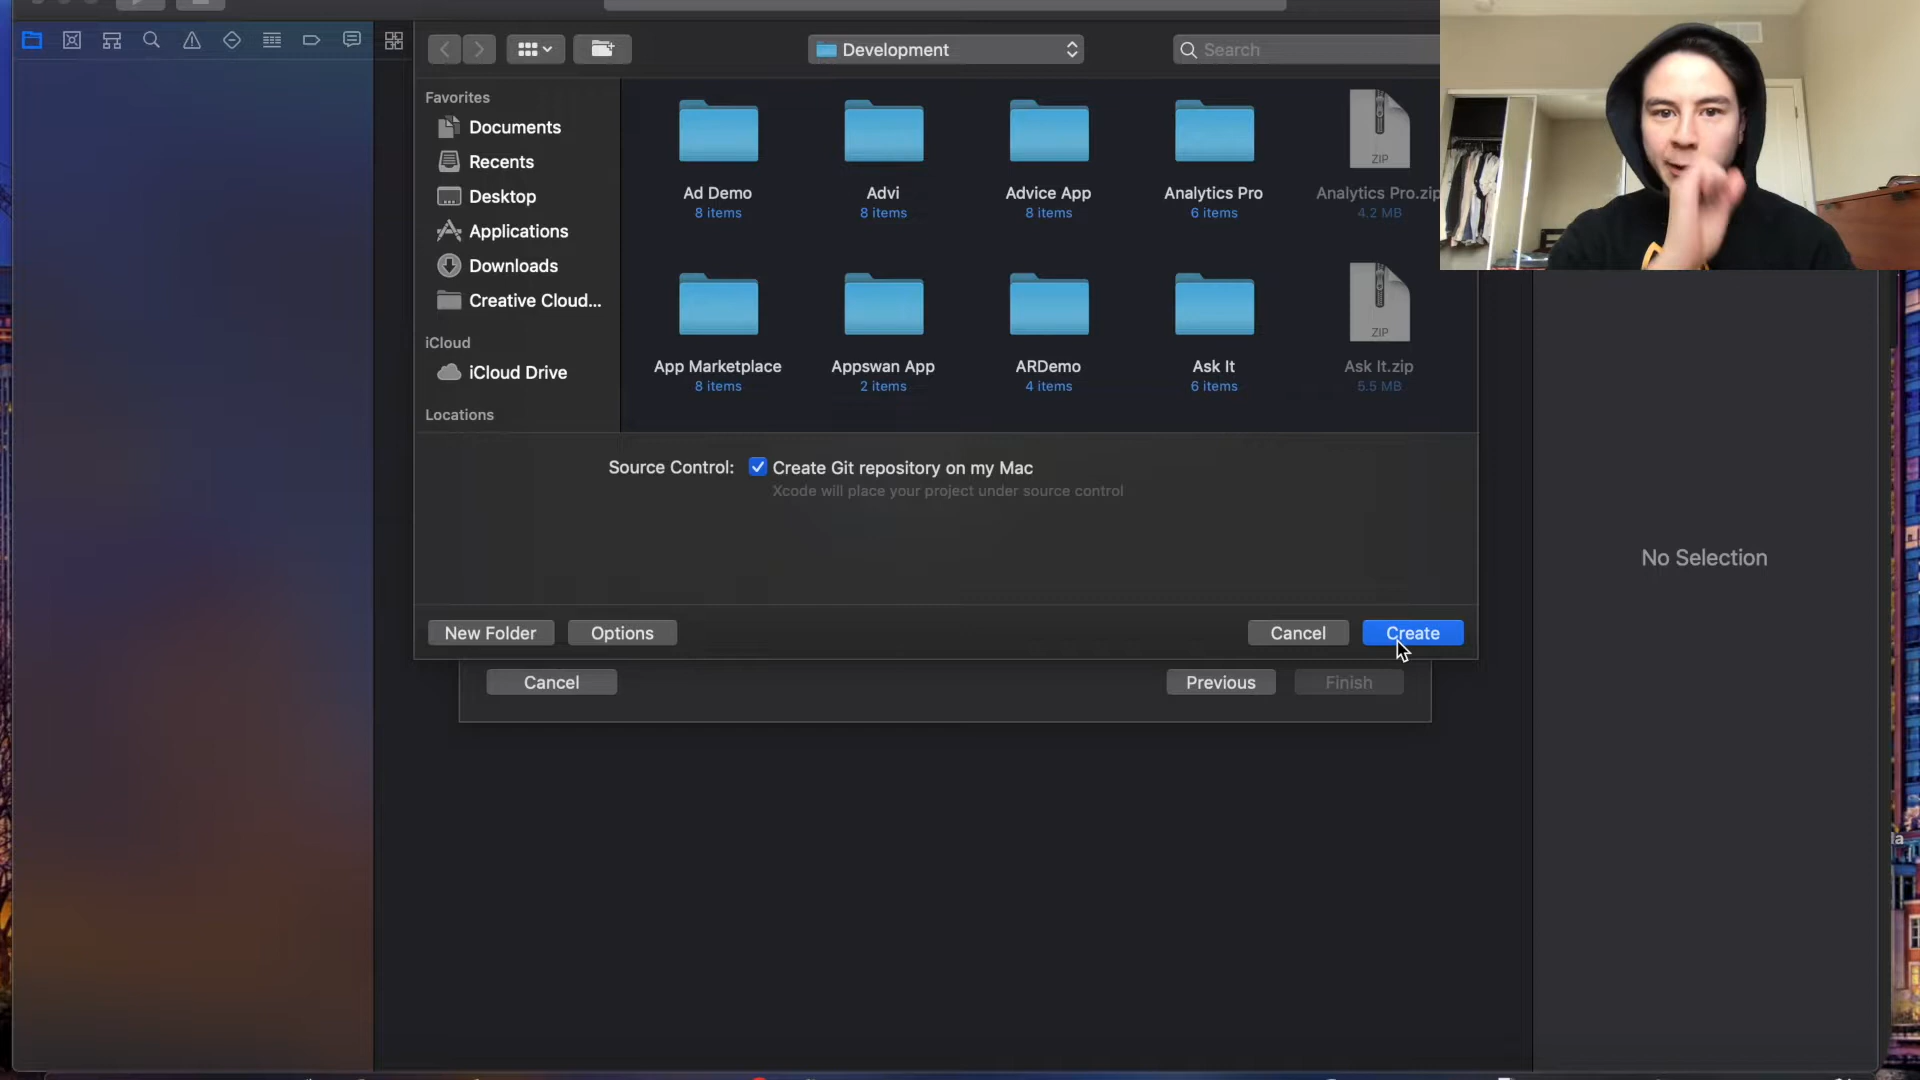 Development
Search
Favorites
Documents
Recents
Desktop
Applications
Downloads
Creative Cloud...
iCloud
iCloud Drive
Locations
Ad Demo
8 items
Advi
8 items
Advice App
8 items
Analytics Pro
6 items
ZIP
Analytics Pro.zip
4.2 MB
App Marketplace
8 items
Appswan App
2 items
ARDemo
4 items
Ask It
6 items
ZIP
Ask It.zip
5.5 MB
Source Control: Create Git repository on my Mac
Xcode will place your project under source control
No Selection
New Folder
Options
Cancel
Create
Cancel
Previous
Finish